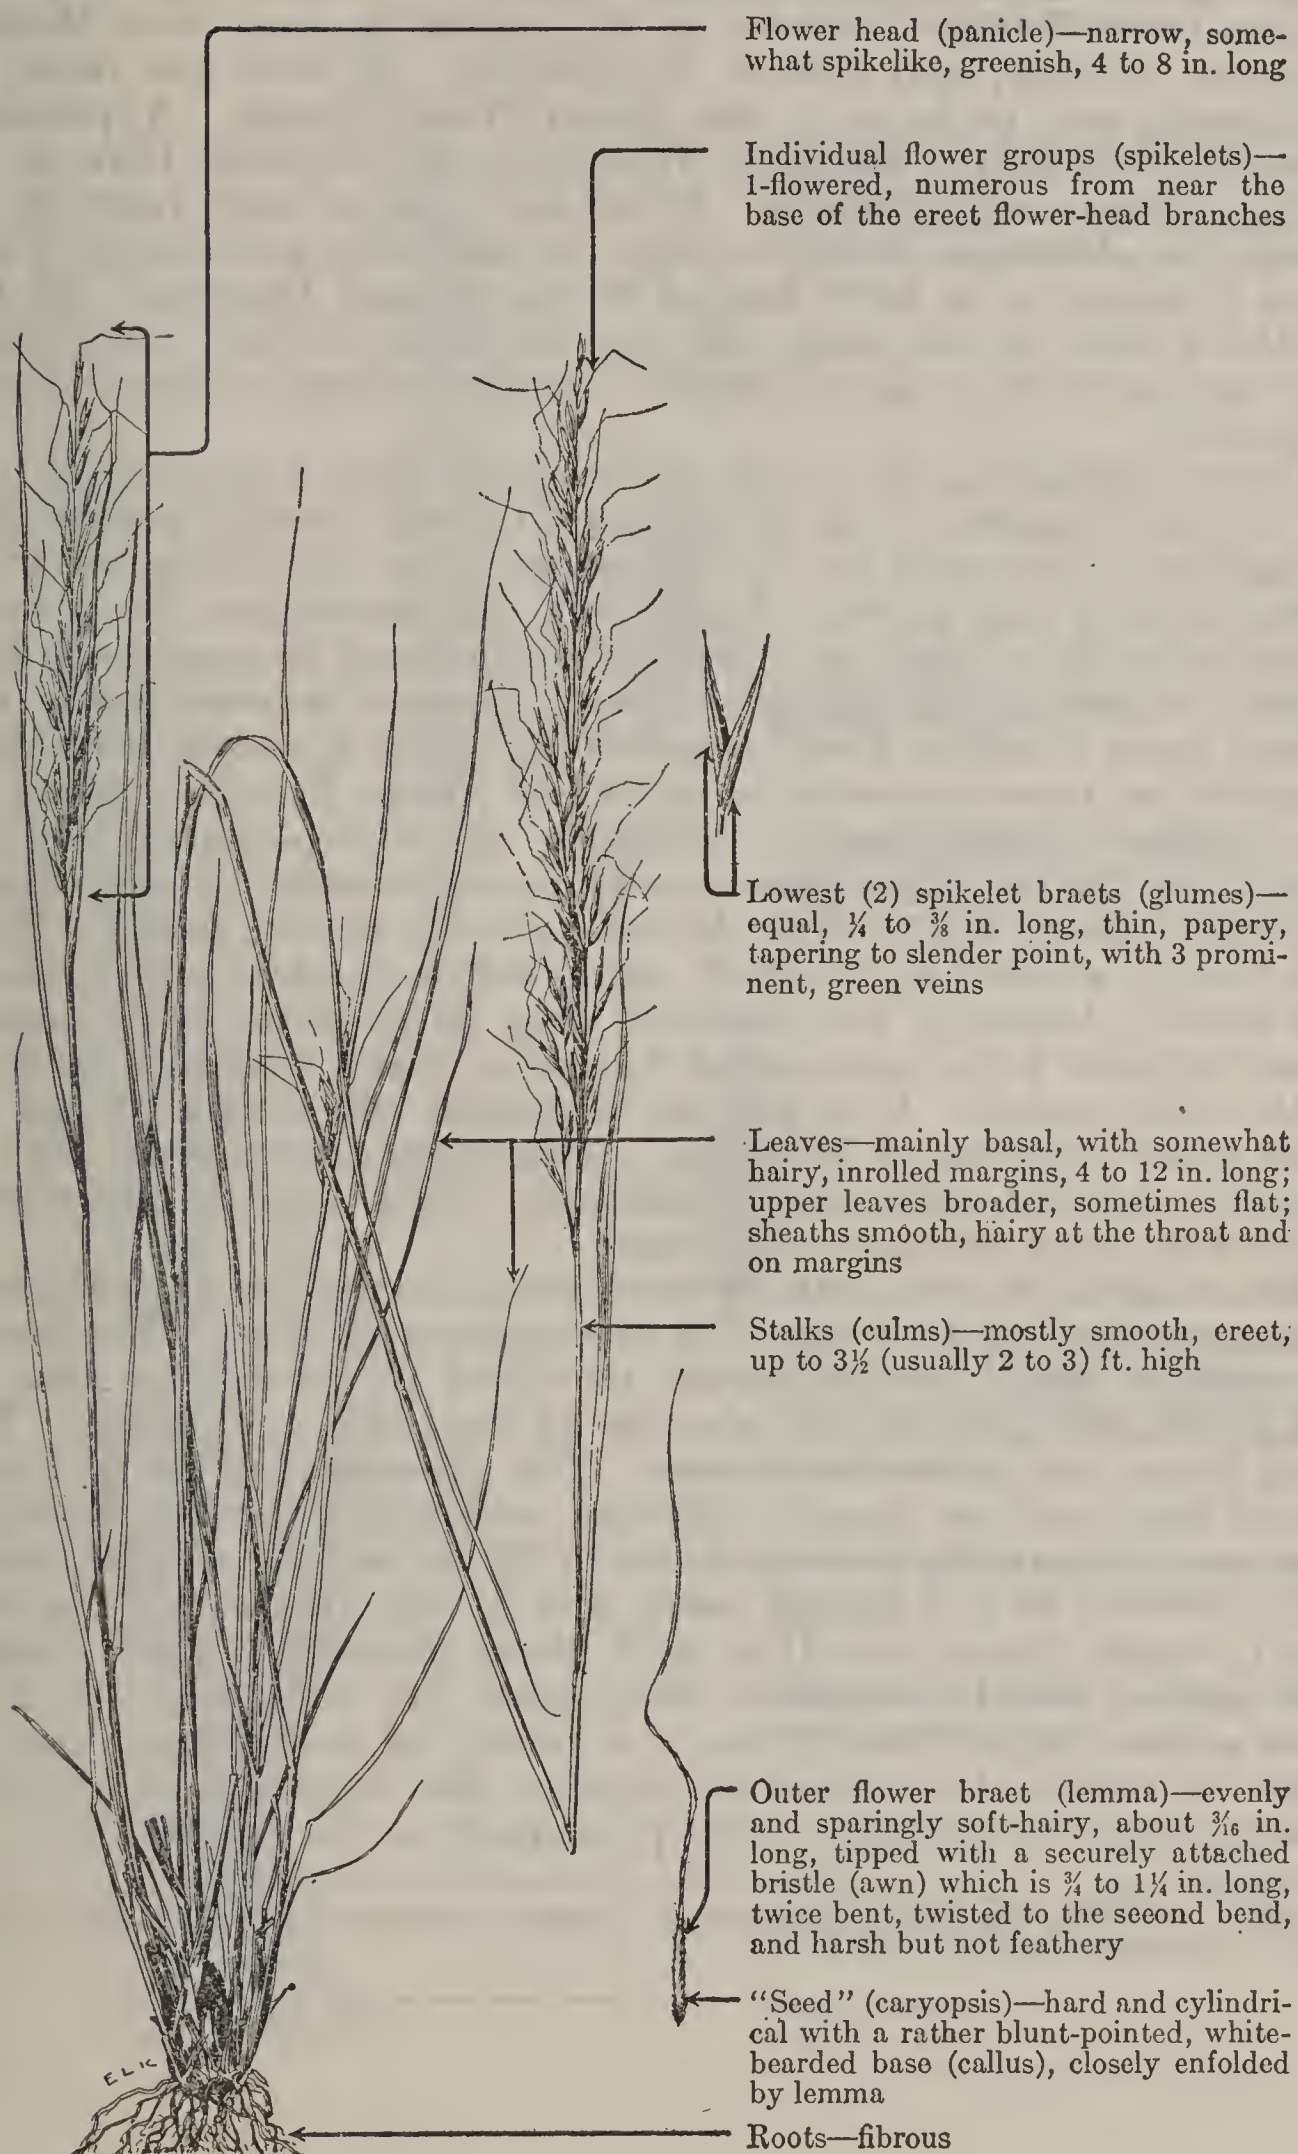 Flower head (panicle)—narrow, some-
what spikelike, greenish, 4 to 8 in. long
Individual flower groups (spikelets)—
1-flowered, numerous from near the
base of the erect flower-head branches
Lowest (2) spikelet bracts (glumes)—
equal, ¼ to ⅜ in. long, thin, papery,
tapering to slender point, with 3 promi-
nent, green veins
Leaves—mainly basal, with somewhat
hairy, inrolled margins, 4 to 12 in. long;
upper leaves broader, sometimes flat;
sheaths smooth, hairy at the throat and
on margins
Stalks (culms)—mostly smooth, erect,
up to 3½ (usually 2 to 3) ft. high
Outer flower bract (lemma)—evenly
and sparingly soft-hairy, about 3/16 in.
long, tipped with a securely attached
bristle (awn) which is ¾ to 1¼ in. long,
twice bent, twisted to the second bend,
and harsh but not feathery
"Seed" (caryopsis)—hard and cylindri-
cal with a rather blunt-pointed, white-
bearded base (callus), closely enfolded
by lemma
ELK
Roots—fibrous